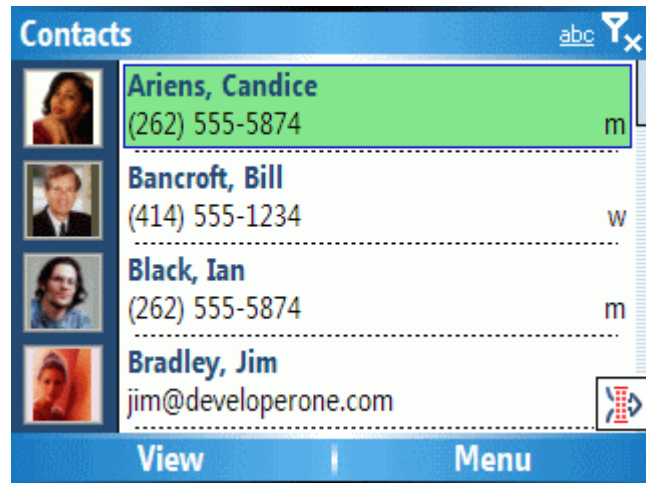 Contacts
abc
Ariens, Candice
(262) 555-5874 m
Bancroft, Bill
(414) 555-1234 w
Black, Ian
(262) 555-5874 m
Bradley, Jim
jim@developerone.com
View Menu